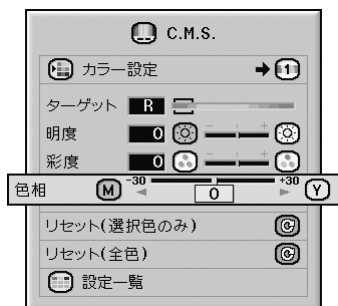 C.M.S.
カラー設定 1
ターゲット R
明度 0 - +
彩度 0 - +
色相 M -30 0 +30 Y
リセット(選択色のみ)
リセット(全色)
設定一覧